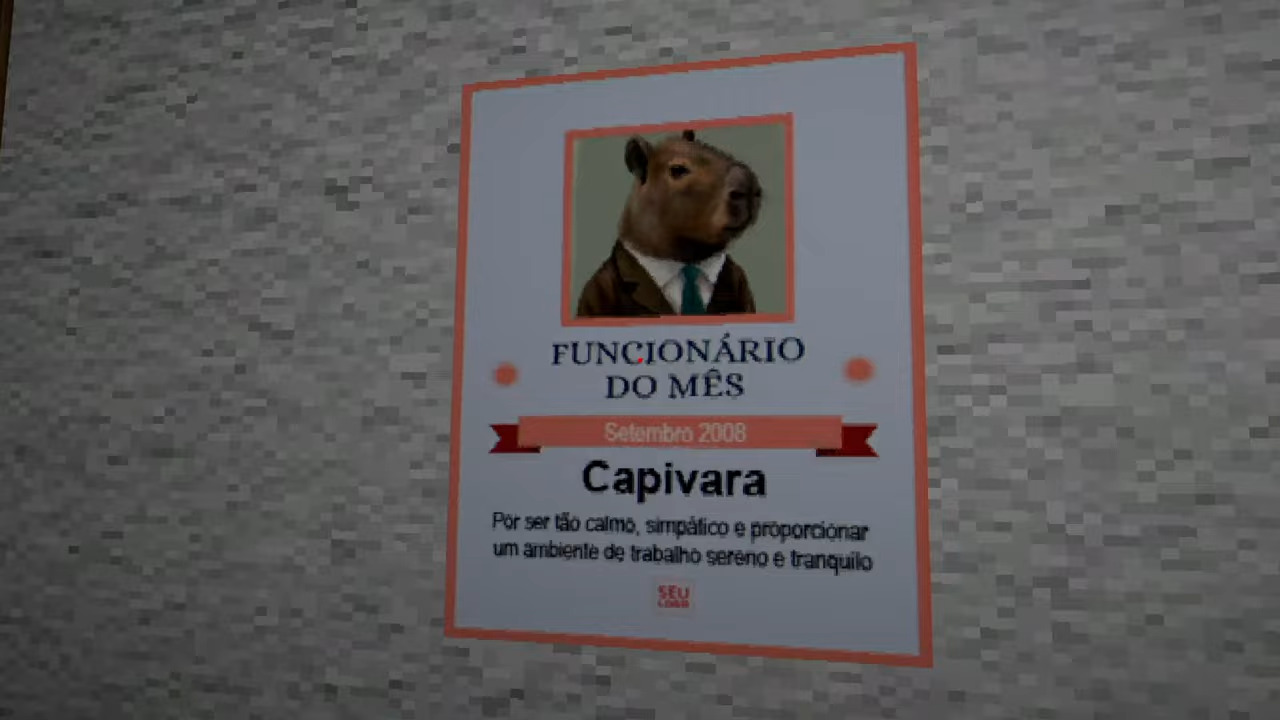 FUNCIONÁRIO
DO MÊS
Setembro 2008
Capivara
Por ser tão calmo, simpático e proporcionar
um ambiente de trabalho sereno e tranquilo
SEU
LOGO